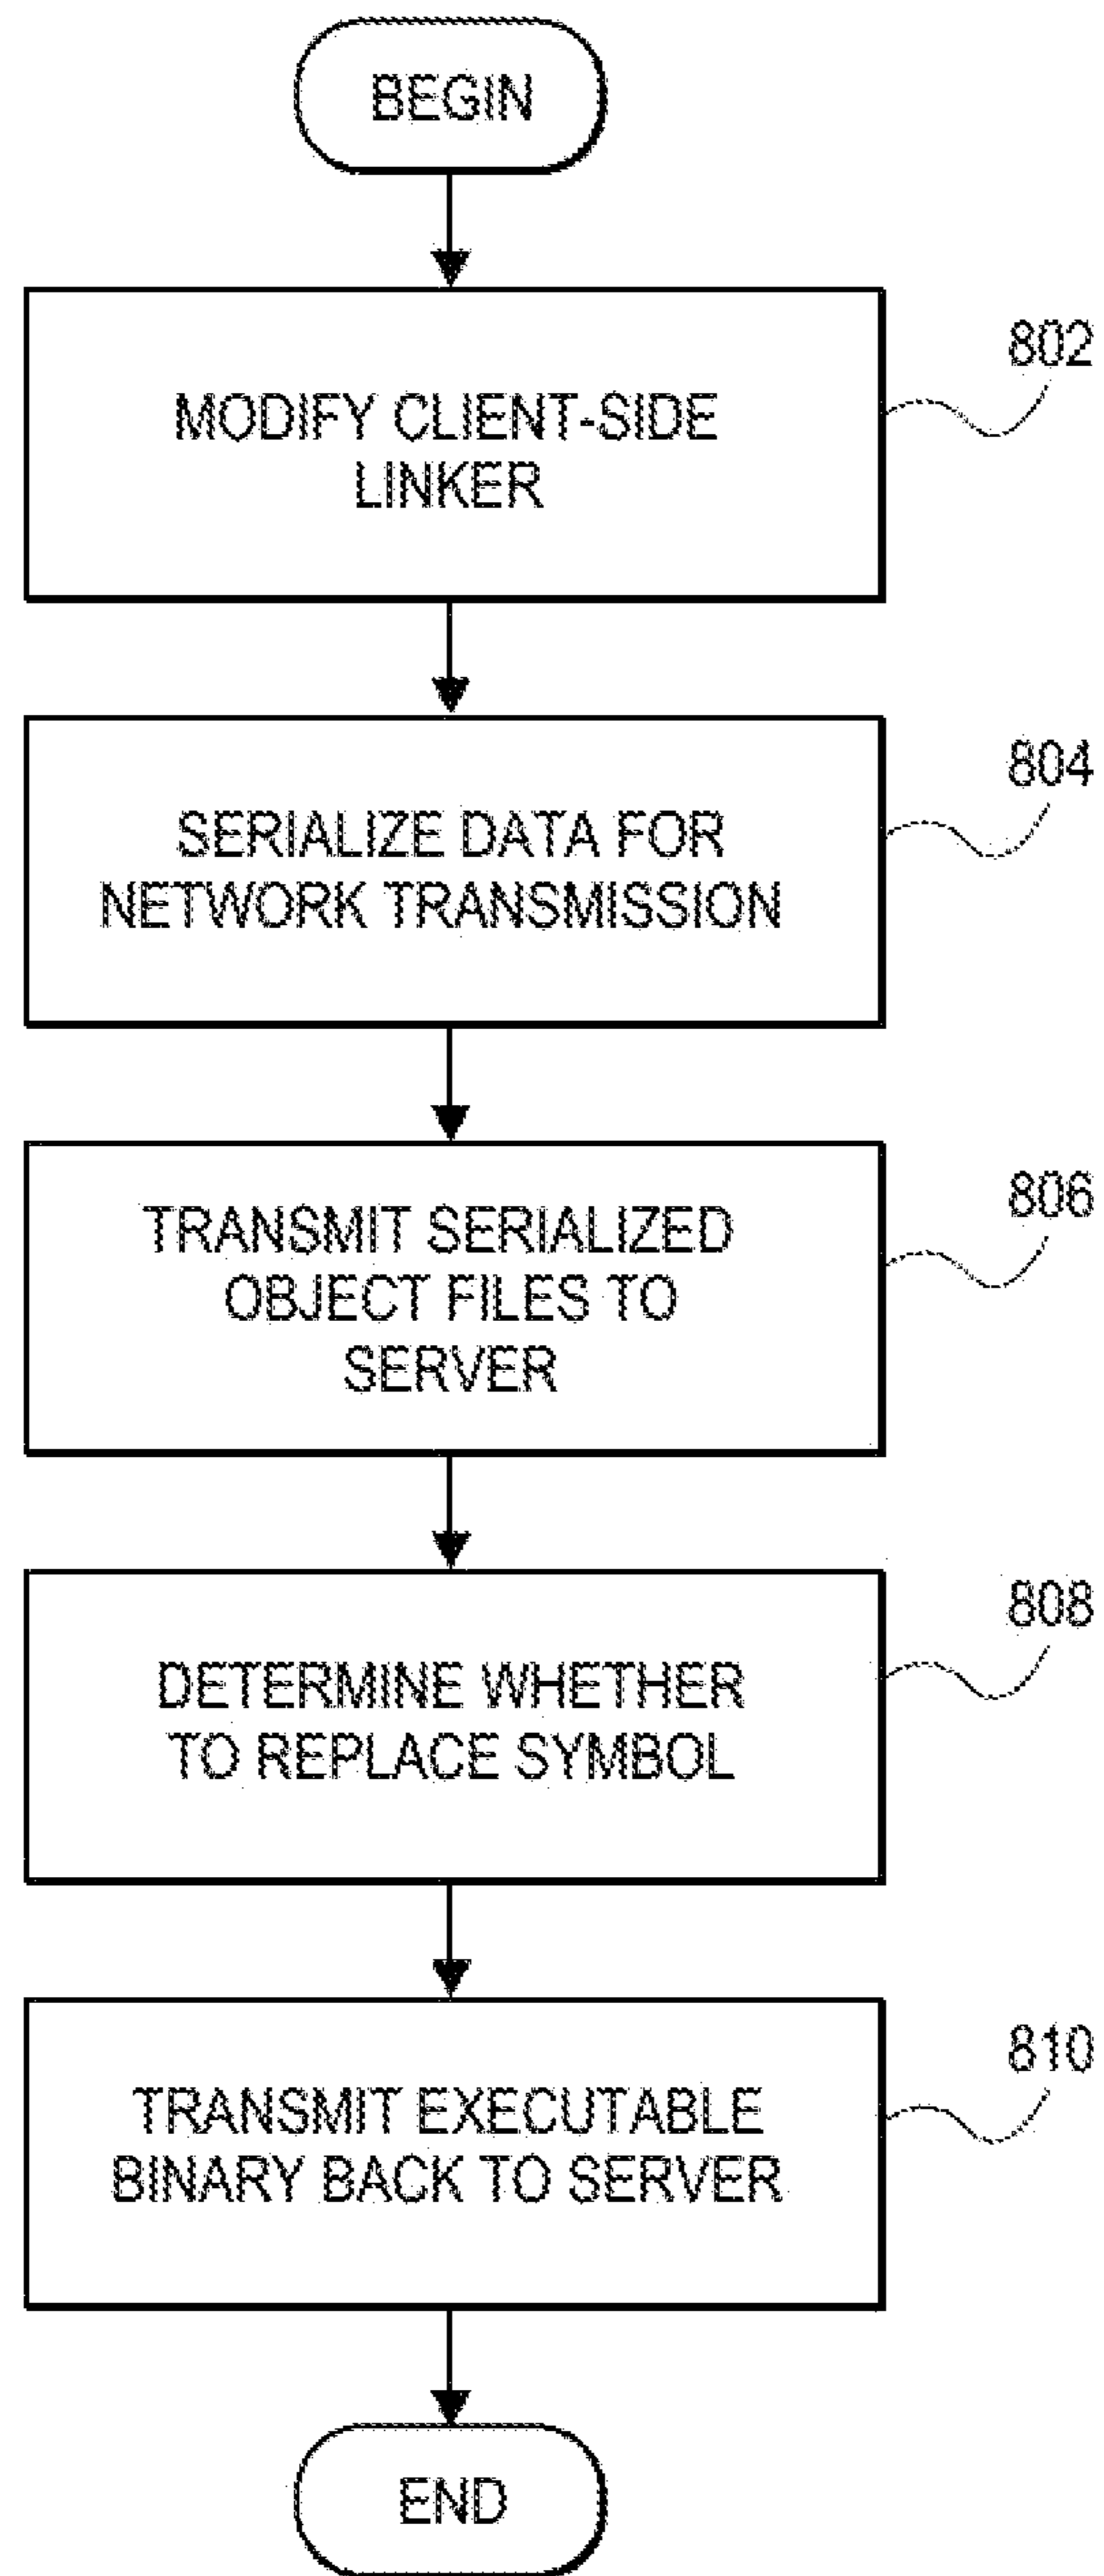 BEGIN
802
MODIFY CLIENT-SIDE
LINKER
804
SERIALIZE DATA FOR
NETWORK TRANSMISSION
806
TRANSMIT SERIALIZED
OBJECT FILES TO
SERVER
808
DETERMINE WHETHER
TO REPLACE SYMBOL
810
TRANSMIT EXECUTABLE
BINARY BACK TO SERVER
END